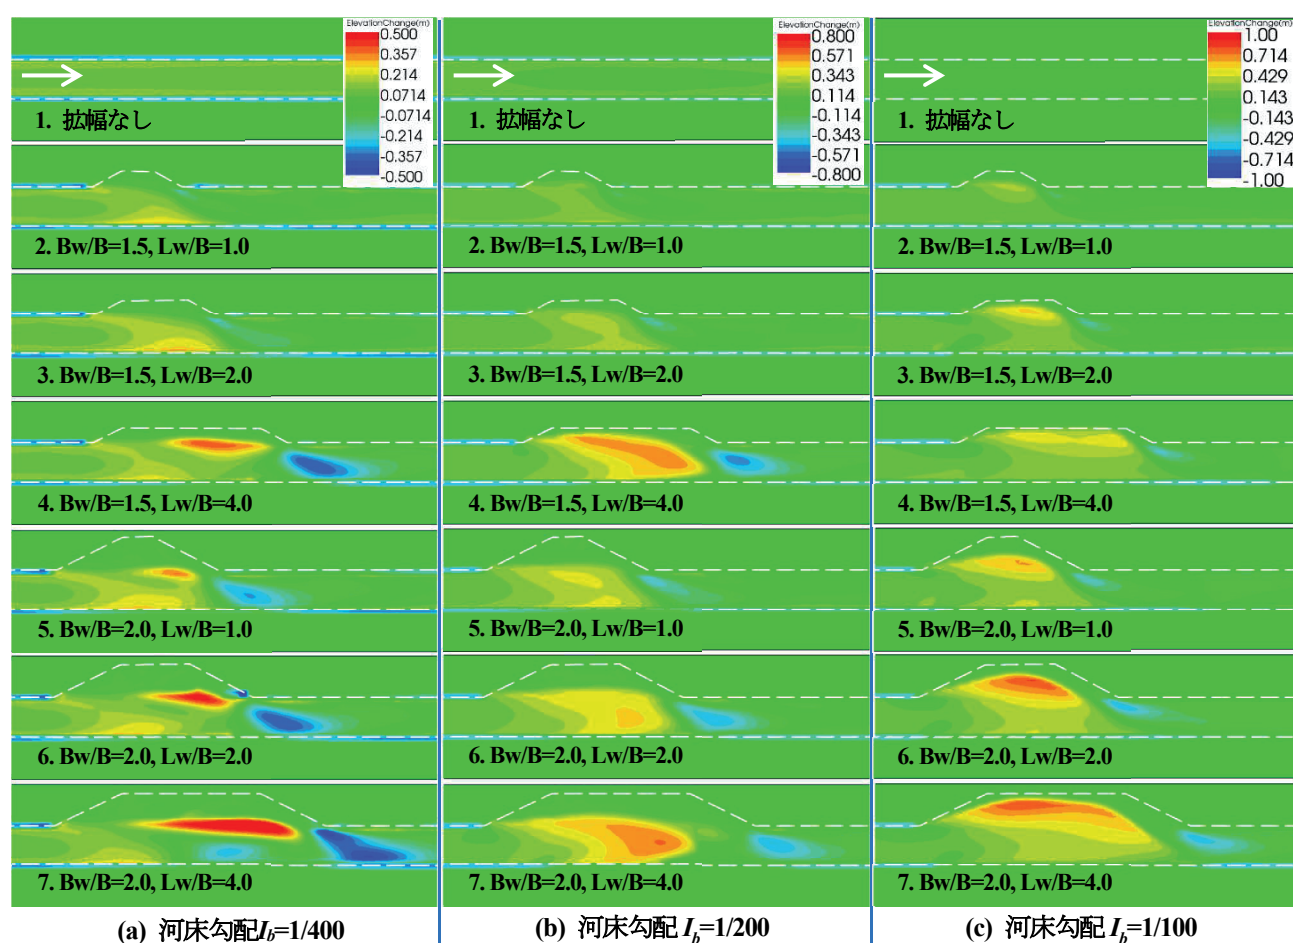 ElevationChange(m)
0.500
0.357
0.214
0.0714
-0.0714
-0.214
-0.357
-0.500
1. 拡幅なし
2. Bw/B=1.5, Lw/B=1.0
3. Bw/B=1.5, Lw/B=2.0
4. Bw/B=1.5, Lw/B=4.0
5. Bw/B=2.0, Lw/B=1.0
6. Bw/B=2.0, Lw/B=2.0
7. Bw/B=2.0, Lw/B=4.0
(a) 河床勾配Ib=1/400
ElevationChange(m)
0.800
0.571
0.343
0.114
-0.114
-0.343
-0.571
-0.800
1. 拡幅なし
2. Bw/B=1.5, Lw/B=1.0
3. Bw/B=1.5, Lw/B=2.0
4. Bw/B=1.5, Lw/B=4.0
5. Bw/B=2.0, Lw/B=1.0
6. Bw/B=2.0, Lw/B=2.0
7. Bw/B=2.0, Lw/B=4.0
(b) 河床勾配 Ib=1/200
ElevationChange(m)
1.00
0.714
0.429
0.143
-0.143
-0.429
-0.714
-1.00
1. 拡幅なし
2. Bw/B=1.5, Lw/B=1.0
3. Bw/B=1.5, Lw/B=2.0
4. Bw/B=1.5, Lw/B=4.0
5. Bw/B=2.0, Lw/B=1.0
6. Bw/B=2.0, Lw/B=2.0
7. Bw/B=2.0, Lw/B=4.0
(c) 河床勾配 Ib=1/100